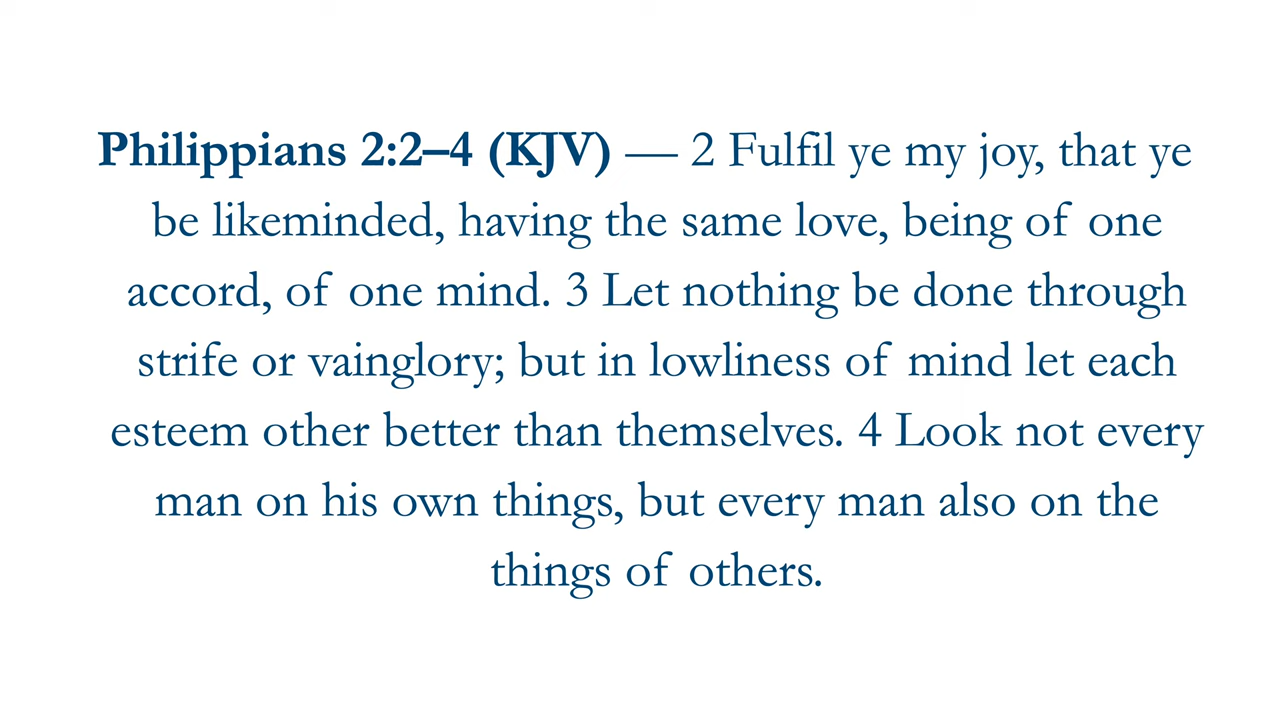 Philippians 2:2–4 (KJV) — 2 Fulfil ye my joy, that ye
be likeminded, having the same love, being of one
accord, of one mind. 3 Let nothing be done through
strife or vainglory; but in lowliness of mind let each
esteem other better than themselves. 4 Look not every
man on his own things, but every man also on the
things of others.